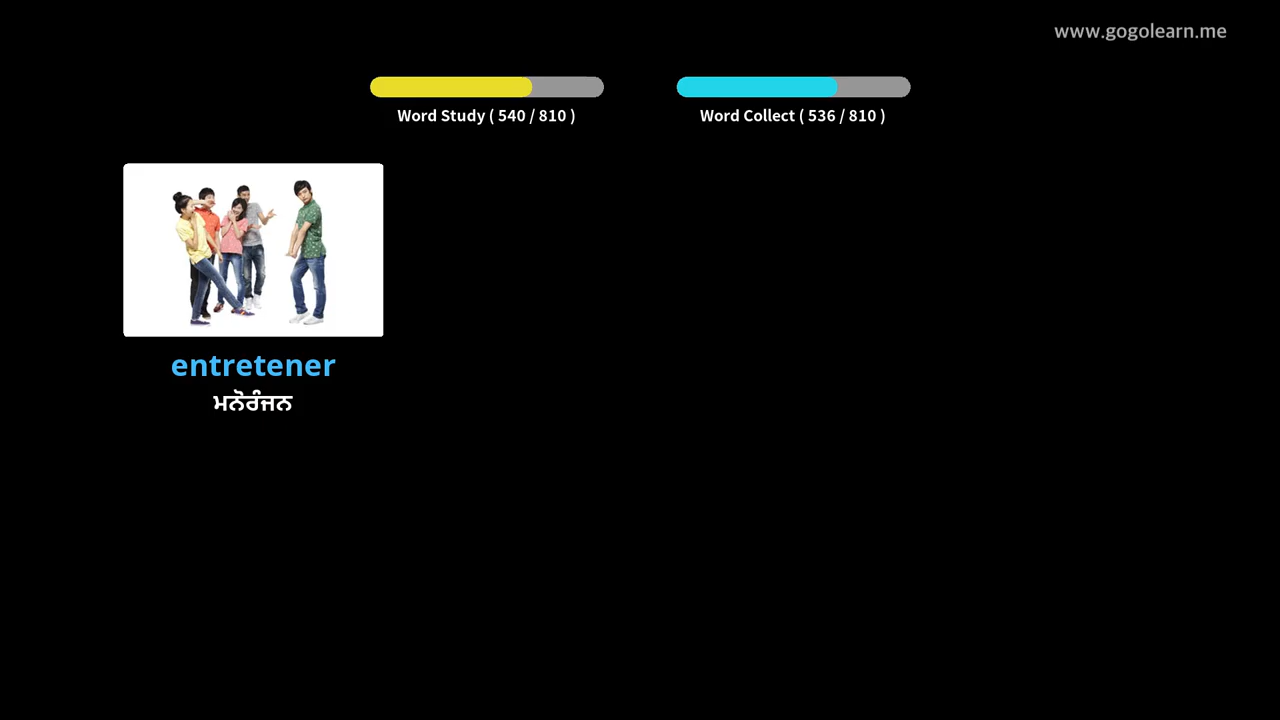 www.gogolearn.me
Word Study ( 540 / 810 )
Word Collect ( 536 / 810 )
entretener
ਮਨੋਰੰਜਨ